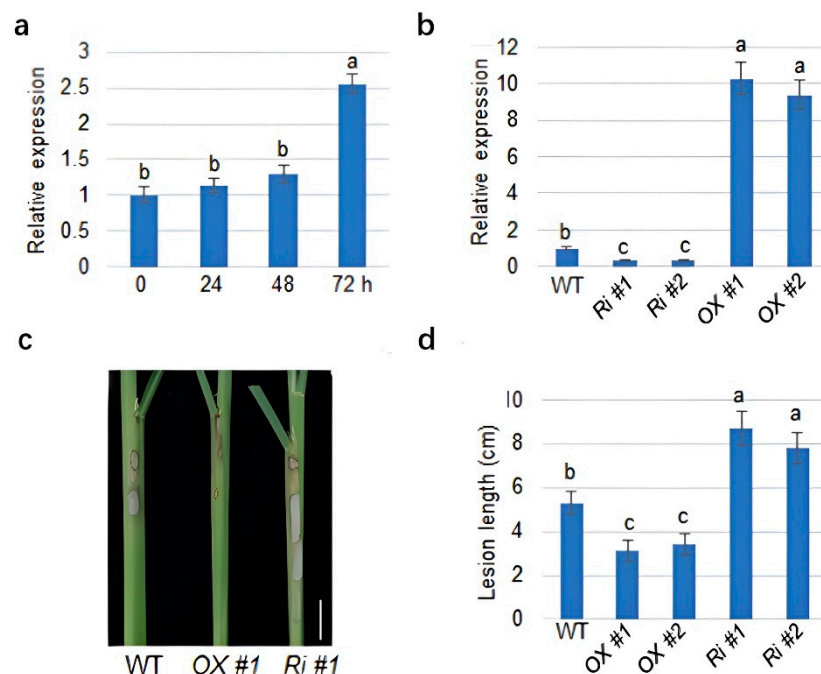 a
Relative expression
3
2.5
2
1.5
1
0.5
0
b
b
b
a
0 24 48 72 h
b
Relative expression
12
10
8
6
4
2
0
b
c
c
a
a
WT Ri #1 Ri #2 OX #1 OX #2
c
WT OX #1 Ri #1
d
Lesion length (cm)
10
8
6
4
2
0
b
c
c
a
a
WT OX #1 OX #2 Ri #1 Ri #2